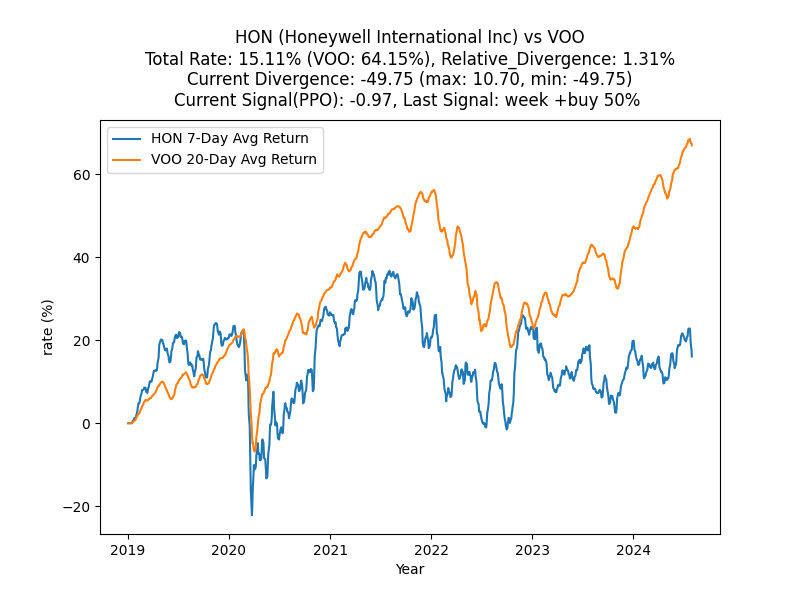 HON (Honeywell International Inc) vs VOO
Total Rate: 15.11% (VOO: 64.15%), Relative_Divergence: 1.31%
Current Divergence: -49.75 (max: 10.70, min: -49.75)
Current Signal(PPO): -0.97, Last Signal: week +buy 50%
HON 7-Day Avg Return
VOO 20-Day Avg Return
rate (%)
60
40
20
0
−20
2019 2020 2021 2022 2023 2024
Year